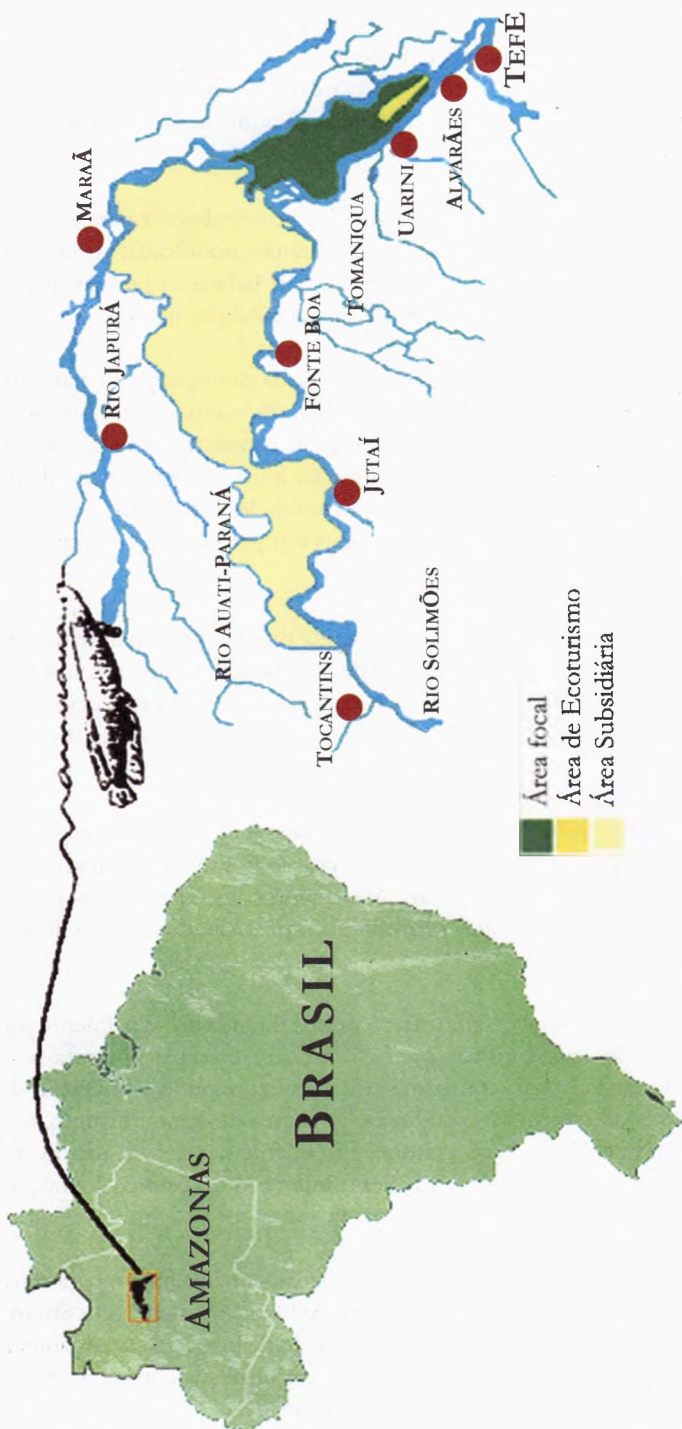 AMAZONAS
BRASIL
MARAÃ
RIO JAPURÁ
RIO AUATI-PARANÁ
TOCANTINS
RIO SOLIMÕES
JUTAÍ
FONTE BOA
TOMANIQUA
UARINI
ALVARÃES
TEFÉ
Área focal
Área de Ecoturismo
Área Subsidiária